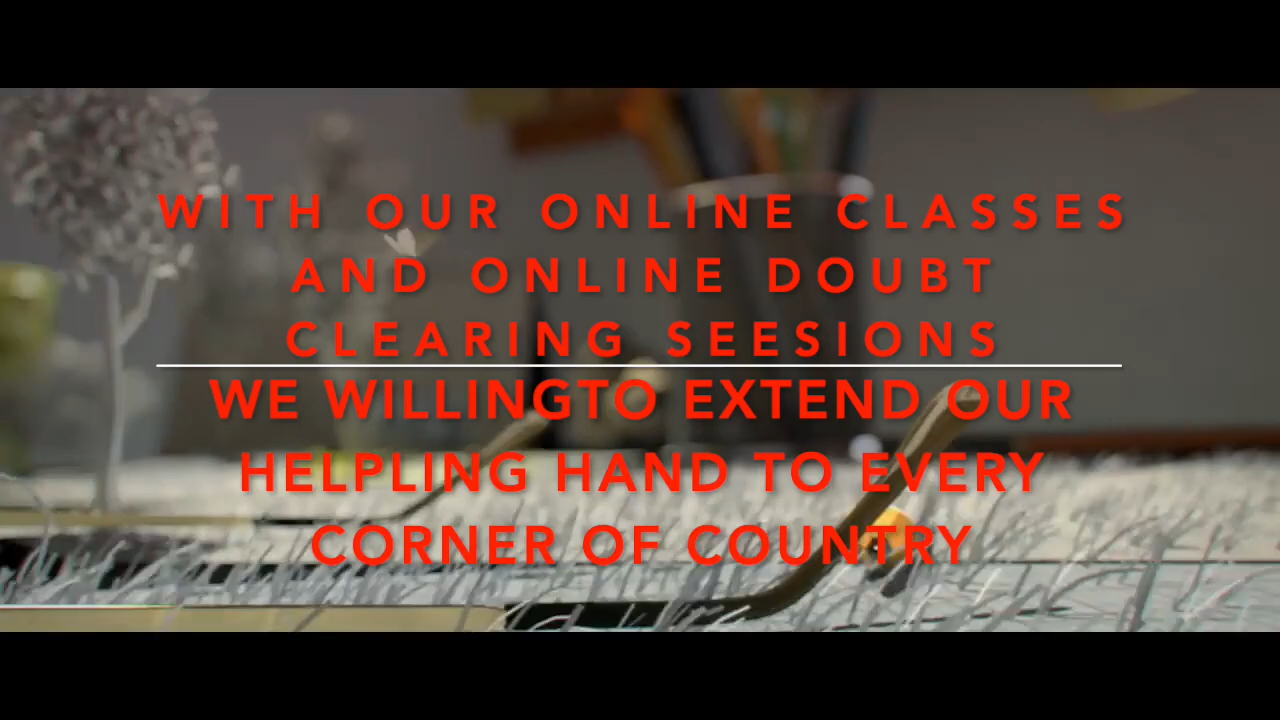 WITH OUR ONLINE CLASSES
AND ONLINE DOUBT
CLEARING SEESIONS
WE WILLINGTO EXTEND OUR
HELPLING HAND TO EVERY
CORNER OF COUNTRY